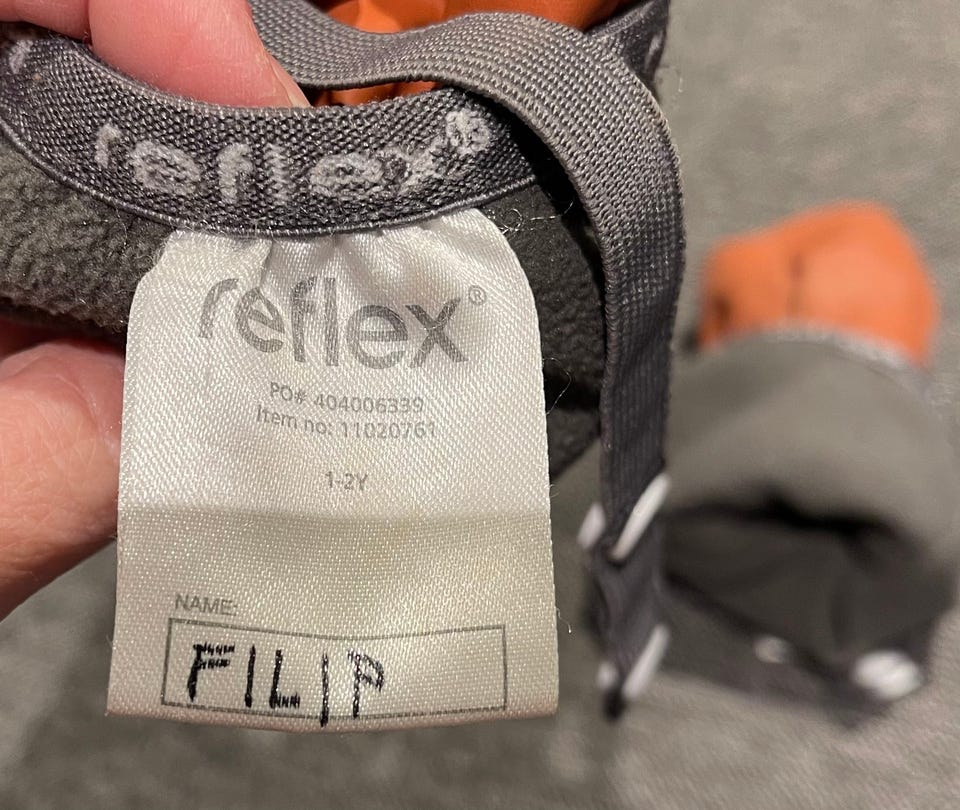 reflex®
reflex®
PO# 404006339
Item no: 11020761
1-2Y
NAME:
FILIP